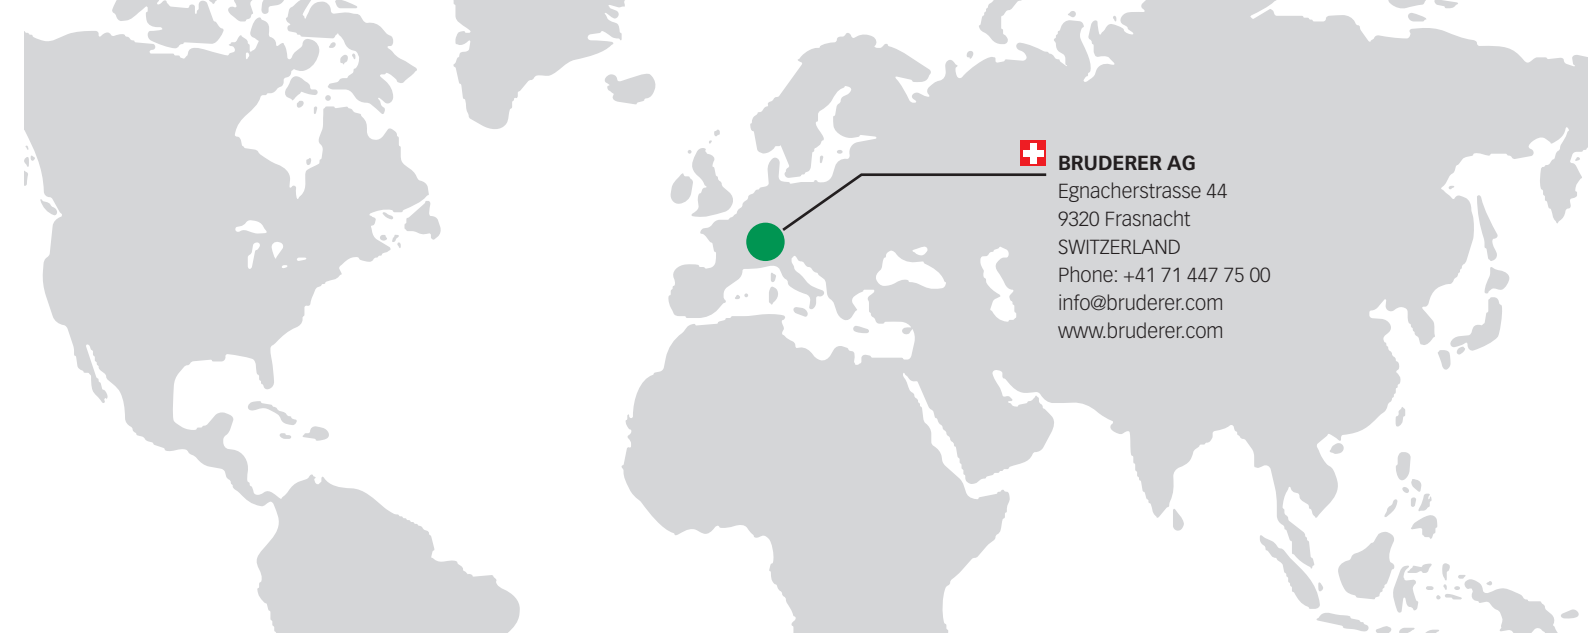 BRUDERER AG
Egnacherstrasse 44
9320 Frasnacht
SWITZERLAND
Phone: +41 71 447 75 00
info@bruderer.com
www.bruderer.com